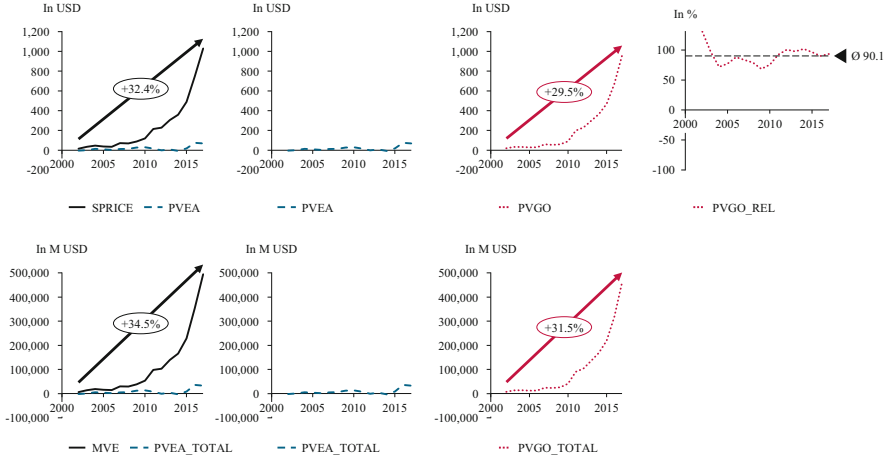 In USD
1,200
1,000
800
600
400
200
0
-200
2000 2005 2010 2015
+32.4%
SPRICE PVEA
In USD
1,200
1,000
800
600
400
200
0
-200
2000 2005 2010 2015
PVEA
In USD
1,200
1,000
800
600
400
200
0
-200
2000 2005 2010 2015
+29.5%
PVGO
In %
100
50
0
-50
-100
2000 2005 2010 2015
Ø 90.1
PVGO_REL
In M USD
500,000
400,000
300,000
200,000
100,000
0
-100,000
2000 2005 2010 2015
+34.5%
MVE PVEA_TOTAL
In M USD
500,000
400,000
300,000
200,000
100,000
0
-100,000
2000 2005 2010 2015
PVEA_TOTAL
In M USD
500,000
400,000
300,000
200,000
100,000
0
-100,000
2000 2005 2010 2015
+31.5%
PVGO_TOTAL